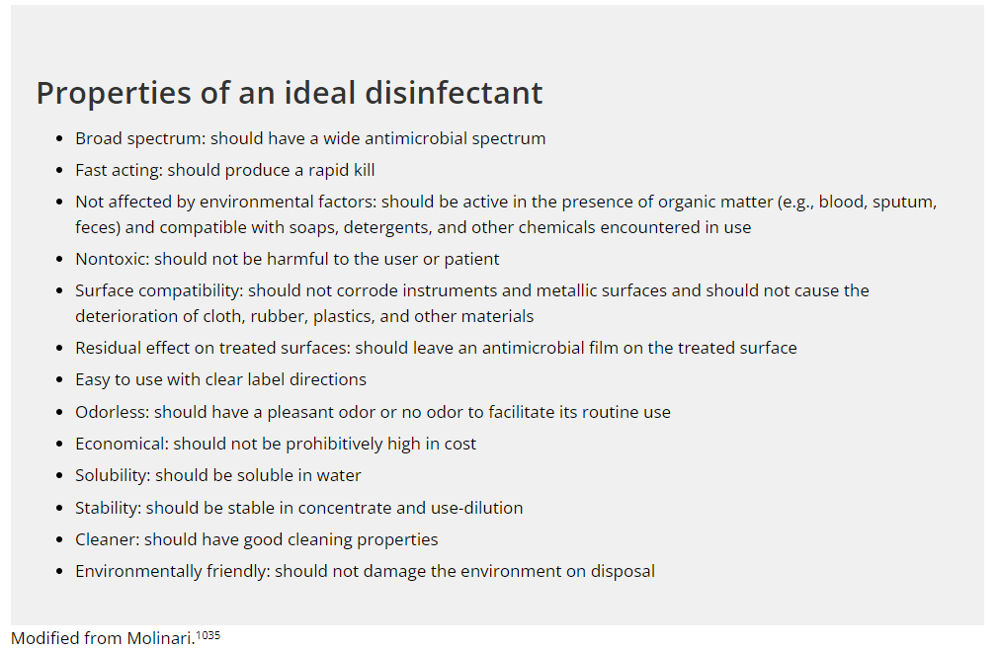 Properties of an ideal disinfectant
• Broad spectrum: should have a wide antimicrobial spectrum
• Fast acting: should produce a rapid kill
• Not affected by environmental factors: should be active in the presence of organic matter (e.g., blood, sputum,
feces) and compatible with soaps, detergents, and other chemicals encountered in use
• Nontoxic: should not be harmful to the user or patient
• Surface compatibility: should not corrode instruments and metallic surfaces and should not cause the
deterioration of cloth, rubber, plastics, and other materials
• Residual effect on treated surfaces: should leave an antimicrobial film on the treated surface
• Easy to use with clear label directions
• Odorless: should have a pleasant odor or no odor to facilitate its routine use
• Economical: should not be prohibitively high in cost
• Solubility: should be soluble in water
• Stability: should be stable in concentrate and use-dilution
• Cleaner: should have good cleaning properties
• Environmentally friendly: should not damage the environment on disposal
Modified from Molinari.1035